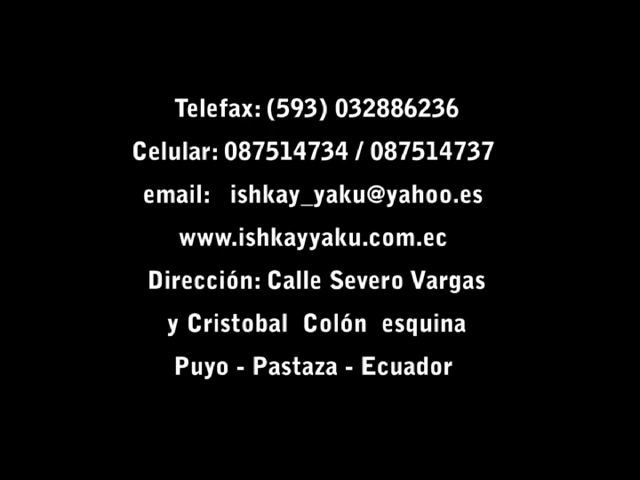 Telefax: (593) 032886236
Celular: 087514734 / 087514737
email: ishkay_yaku@yahoo.es
www.ishkayyaku.com.ec
Dirección: Calle Severo Vargas
y Cristobal Colón esquina
Puyo - Pastaza - Ecuador